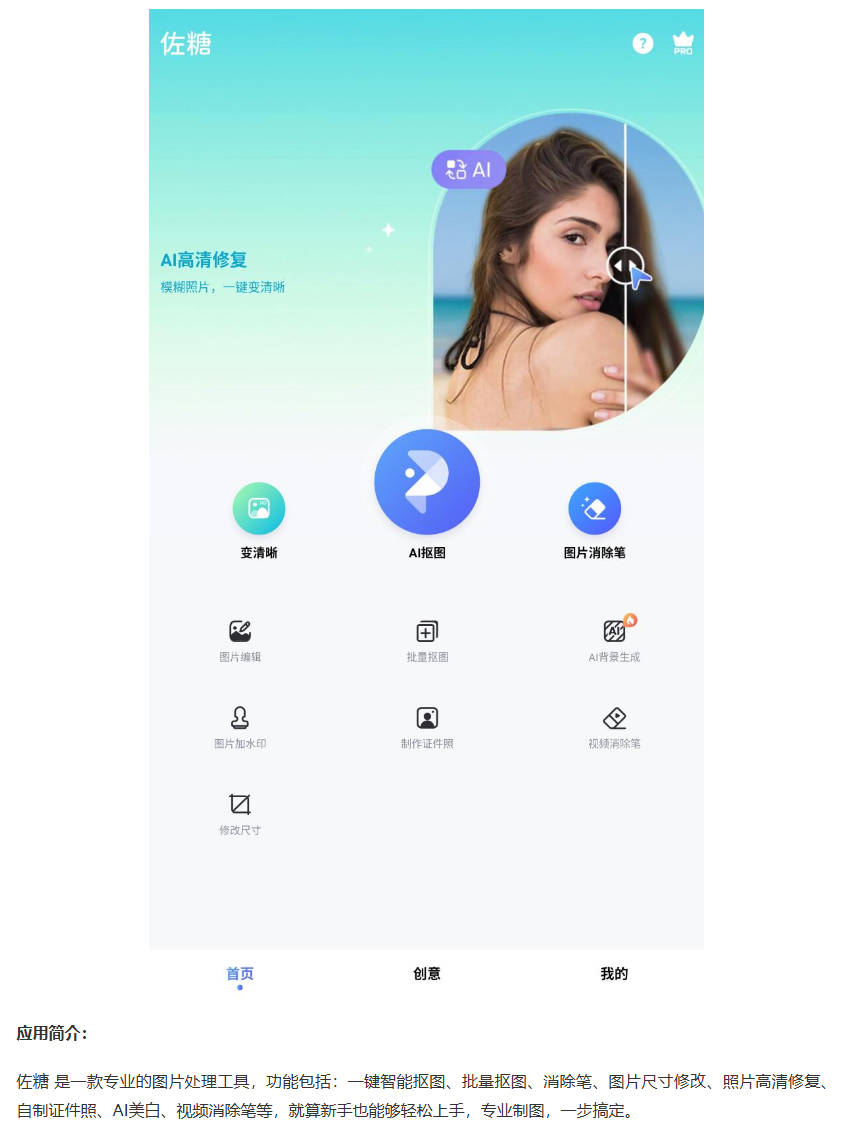 佐糖
?
PRO
AI
AI高清修复
模糊照片，一键变清晰
变清晰
AI抠图
图片消除笔
图片编辑
批量抠图
AI
AI背景生成
图片加水印
制作证件照
视频消除笔
修改尺寸
首页
创意
我的
应用简介：
佐糖 是一款专业的图片处理工具，功能包括：一键智能抠图、批量抠图、消除笔、图片尺寸修改、照片高清修复、
自制证件照、AI美白、视频消除笔等，就算新手也能够轻松上手，专业制图，一步搞定。